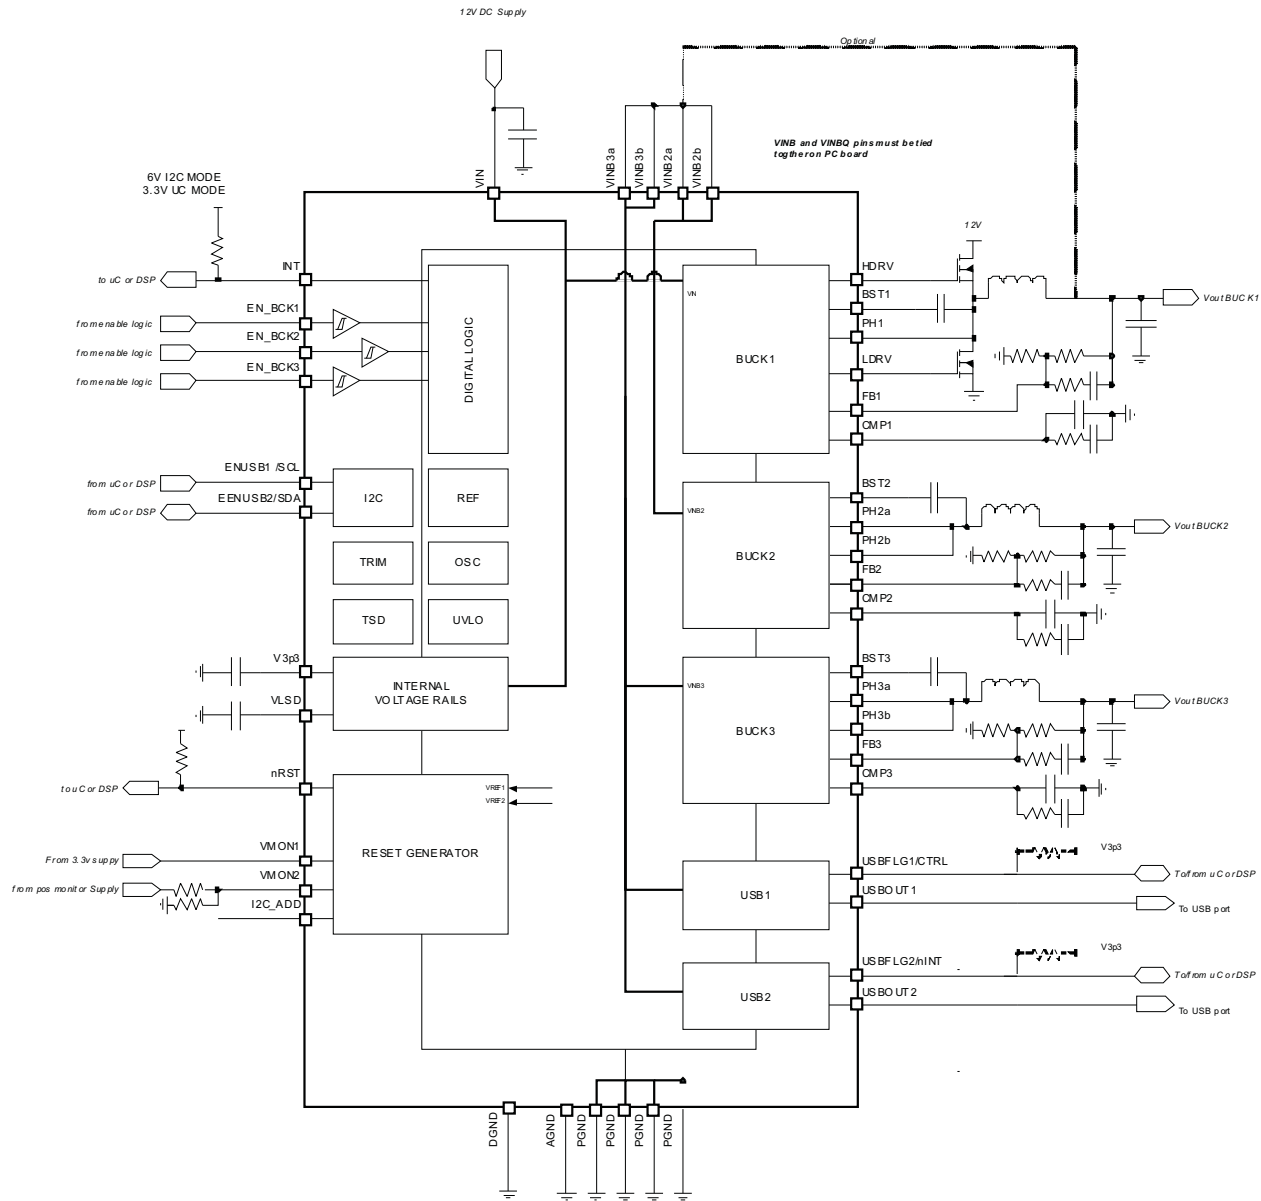 12V DC Supply
Optional
VINB and VINBQ pins must be tied
togther on PC board
6V I2C MODE
3.3V UC MODE
VIN
VINB3a
VINB3b
VINB2a
VINB2b
12V
INT
to uC or DSP
EN_BCK1
from enable logic
EN_BCK2
from enable logic
EN_BCK3
from enable logic
DIGITAL LOGIC
VIN
BUCK1
HDRV
BST1
PH1
LDRV
FB1
CMP1
Vout BUCK1
ENUSB1 /SCL
from uC or DSP
EENUSB2/SDA
from uC or DSP
I2C
REF
TRIM
OSC
TSD
UVLO
VINB2
BUCK2
BST2
PH2a
PH2b
FB2
CMP2
Vout BUCK2
V3p3
VLSD
INTERNAL
VOLTAGE RAILS
VINB3
BUCK3
BST3
PH3a
PH3b
FB3
CMP3
Vout BUCK3
nRST
to uC or DSP
VREF1
VREF2
RESET GENERATOR
VMON1
From 3.3v suppy
VMON2
from pos monitor Supply
I2C_ADD
USB1
USBFLG1/CTRL
V3p3
To/from uC or DSP
USBOUT1
To USB port
USB2
USBFLG2/nINT
V3p3
To/from uC or DSP
USBOUT2
To USB port
DGND
AGND
PGND
PGND
PGND
PGND